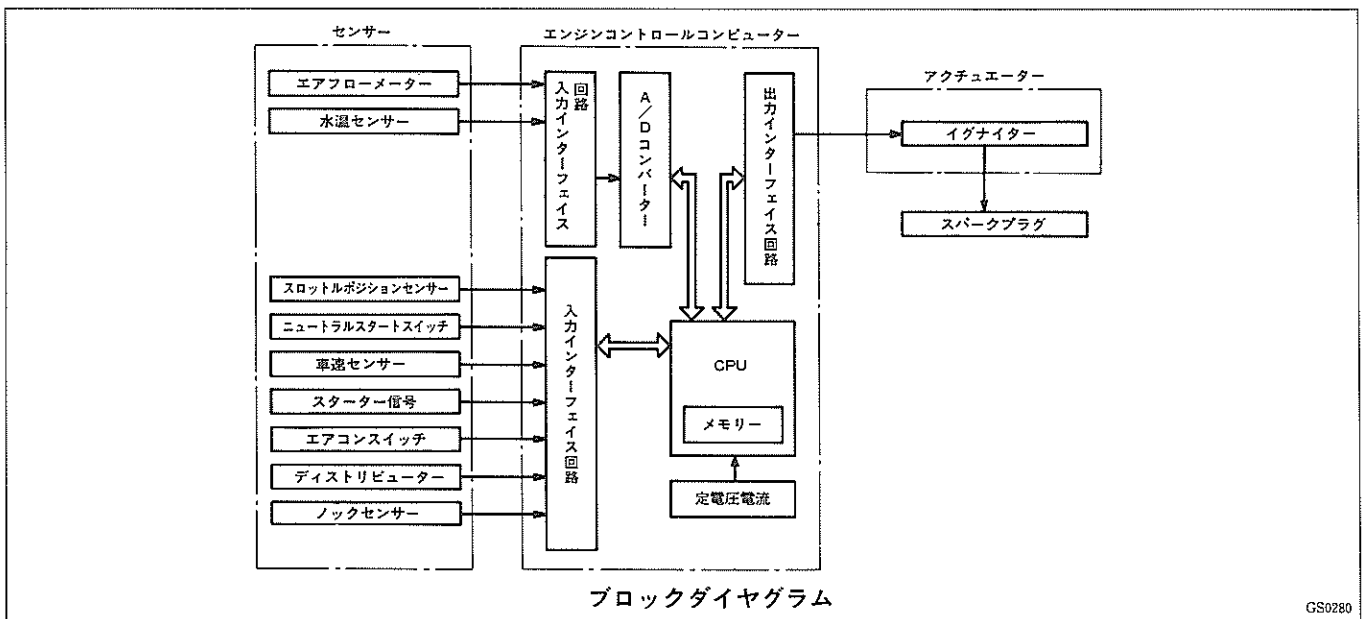 センサー
エアフローメーター
水温センサー
スロットルポジションセンサー
ニュートラルスタートスイッチ
車速センサー
スターター信号
エアコンスイッチ
ディストリビューター
ノックセンサー
エンジンコントロールコンピューター
入力インターフェイス
回路
A/Dコンバーター
出力インターフェイス回路
入力インターフェイス回路
CPU
メモリー
定電圧電流
アクチュエーター
イグナイター
スパークプラグ
ブロックダイヤグラム
GS0280